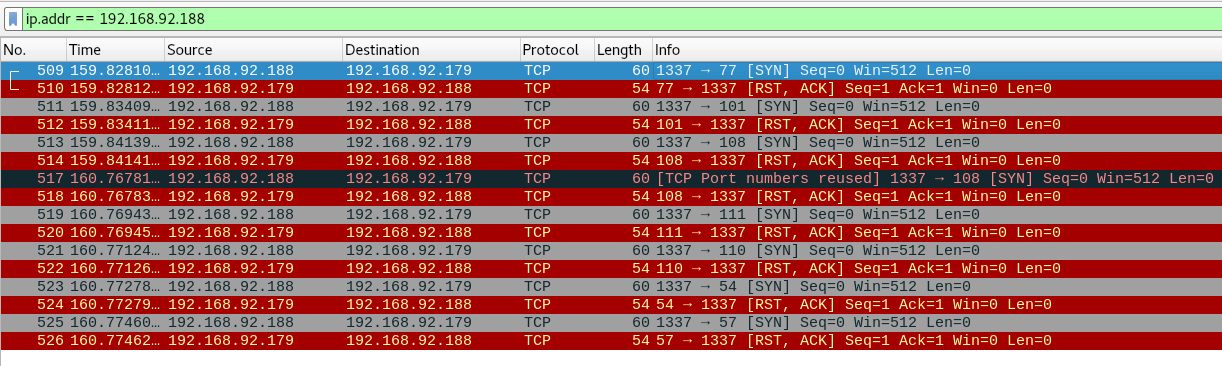 ip.addr == 192.168.92.188
No. Time Source Destination Protocol Length Info
509 159.82810… 192.168.92.188 192.168.92.179 TCP 60 1337 → 77 [SYN] Seq=0 Win=512 Len=0
510 159.82812… 192.168.92.179 192.168.92.188 TCP 54 77 → 1337 [RST, ACK] Seq=1 Ack=1 Win=0 Len=0
511 159.83409… 192.168.92.188 192.168.92.179 TCP 60 1337 → 101 [SYN] Seq=0 Win=512 Len=0
512 159.83411… 192.168.92.179 192.168.92.188 TCP 54 101 → 1337 [RST, ACK] Seq=1 Ack=1 Win=0 Len=0
513 159.84139… 192.168.92.188 192.168.92.179 TCP 60 1337 → 108 [SYN] Seq=0 Win=512 Len=0
514 159.84141… 192.168.92.179 192.168.92.188 TCP 54 108 → 1337 [RST, ACK] Seq=1 Ack=1 Win=0 Len=0
517 160.76781… 192.168.92.188 192.168.92.179 TCP 60 [TCP Port numbers reused] 1337 → 108 [SYN] Seq=0 Win=512 Len=0
518 160.76783… 192.168.92.179 192.168.92.188 TCP 54 108 → 1337 [RST, ACK] Seq=1 Ack=1 Win=0 Len=0
519 160.76943… 192.168.92.188 192.168.92.179 TCP 60 1337 → 111 [SYN] Seq=0 Win=512 Len=0
520 160.76945… 192.168.92.179 192.168.92.188 TCP 54 111 → 1337 [RST, ACK] Seq=1 Ack=1 Win=0 Len=0
521 160.77124… 192.168.92.188 192.168.92.179 TCP 60 1337 → 110 [SYN] Seq=0 Win=512 Len=0
522 160.77126… 192.168.92.179 192.168.92.188 TCP 54 110 → 1337 [RST, ACK] Seq=1 Ack=1 Win=0 Len=0
523 160.77278… 192.168.92.188 192.168.92.179 TCP 60 1337 → 54 [SYN] Seq=0 Win=512 Len=0
524 160.77279… 192.168.92.179 192.168.92.188 TCP 54 54 → 1337 [RST, ACK] Seq=1 Ack=1 Win=0 Len=0
525 160.77460… 192.168.92.188 192.168.92.179 TCP 60 1337 → 57 [SYN] Seq=0 Win=512 Len=0
526 160.77462… 192.168.92.179 192.168.92.188 TCP 54 57 → 1337 [RST, ACK] Seq=1 Ack=1 Win=0 Len=0